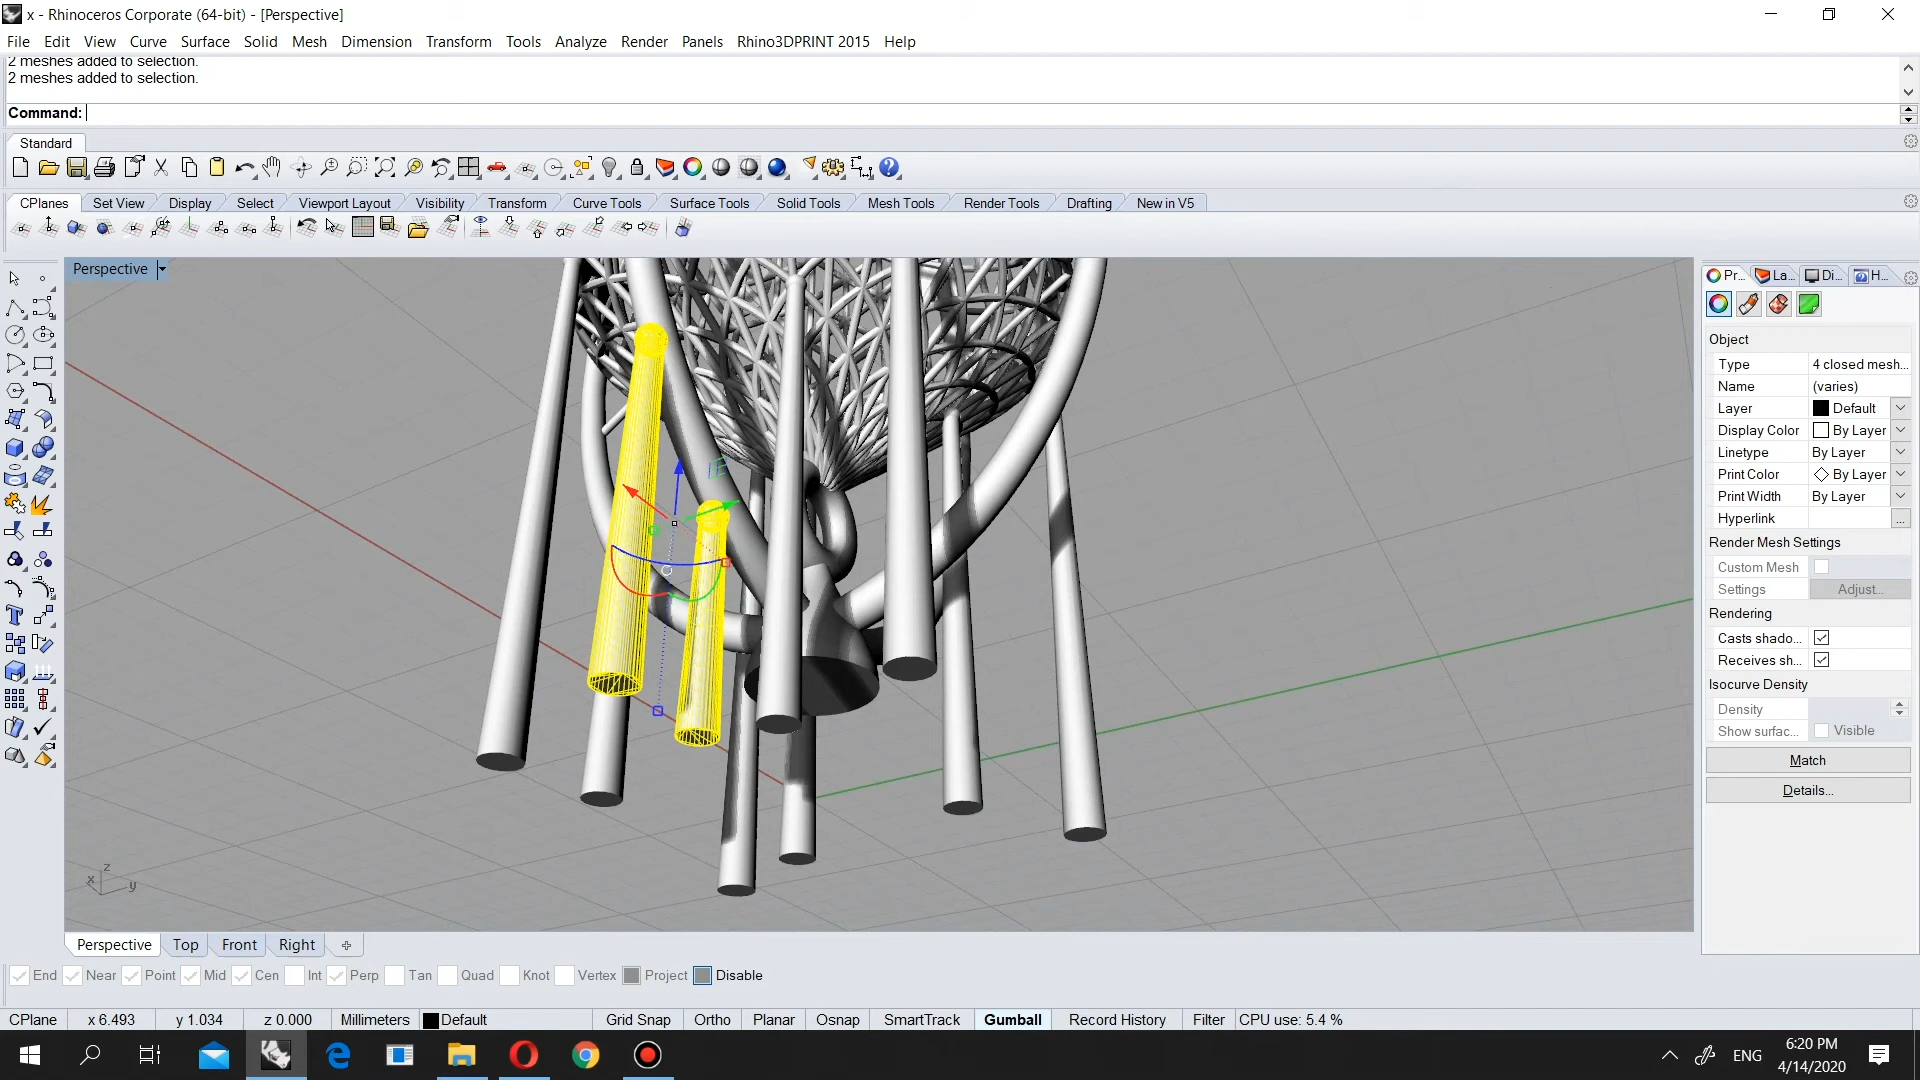 x - Rhinoceros Corporate (64-bit) - [Perspective]
File Edit View Curve Surface Solid Mesh Dimension Transform Tools Analyze Render Panels Rhino3DPRINT 2015 Help
2 meshes added to selection.
2 meshes added to selection.
Command:
Standard
CPlanes Set View Display Select Viewport Layout Visibility Transform Curve Tools Surface Tools Solid Tools Mesh Tools Render Tools Drafting New in V5
Perspective
Pr... La... Di... H...
Object
Type 4 closed mesh...
Name (varies)
Layer Default
Display Color By Layer
Linetype By Layer
Print Color By Layer
Print Width By Layer
Hyperlink ...
Render Mesh Settings
Custom Mesh
Settings Adjust...
Rendering
Casts shado...
Receives sh...
Isocurve Density
Density
Show surfac... Visible
Match
Details...
z
x y
Perspective Top Front Right
End Near Point Mid Cen Int Perp Tan Quad Knot Vertex Project Disable
CPlane x 6.493 y 1.034 z 0.000 Millimeters Default Grid Snap Ortho Planar Osnap SmartTrack Gumball Record History Filter CPU use: 5.4 %
ENG
6:20 PM
4/14/2020